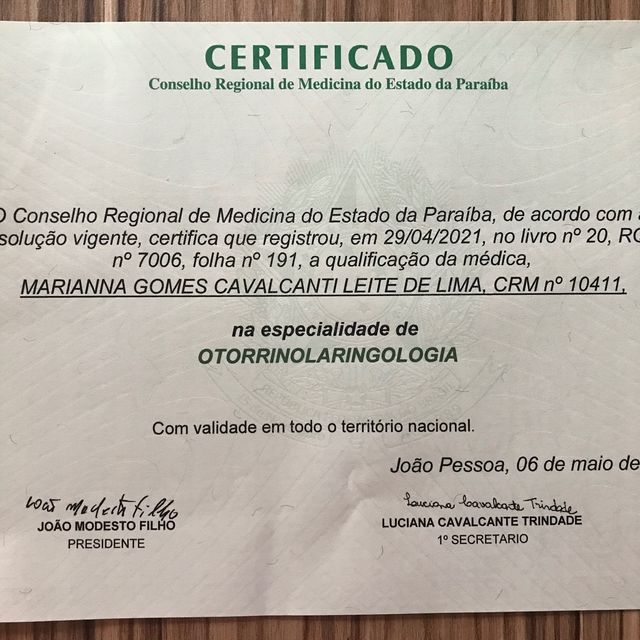 CERTIFICADO
Conselho Regional de Medicina do Estado da Paraíba
O Conselho Regional de Medicina do Estado da Paraíba, de acordo com a
solução vigente, certifica que registrou, em 29/04/2021, no livro nº 20, RQ
nº 7006, folha nº 191, a qualificação da médica,
MARIANNA GOMES CAVALCANTI LEITE DE LIMA, CRM nº 10411,
na especialidade de
OTORRINOLARINGOLOGIA
Com validade em todo o território nacional.
João Pessoa, 06 de maio de
João Modesto Filho
JOÃO MODESTO FILHO
PRESIDENTE
Luciana Cavalcante Trindade
LUCIANA CAVALCANTE TRINDADE
1º SECRETARIO